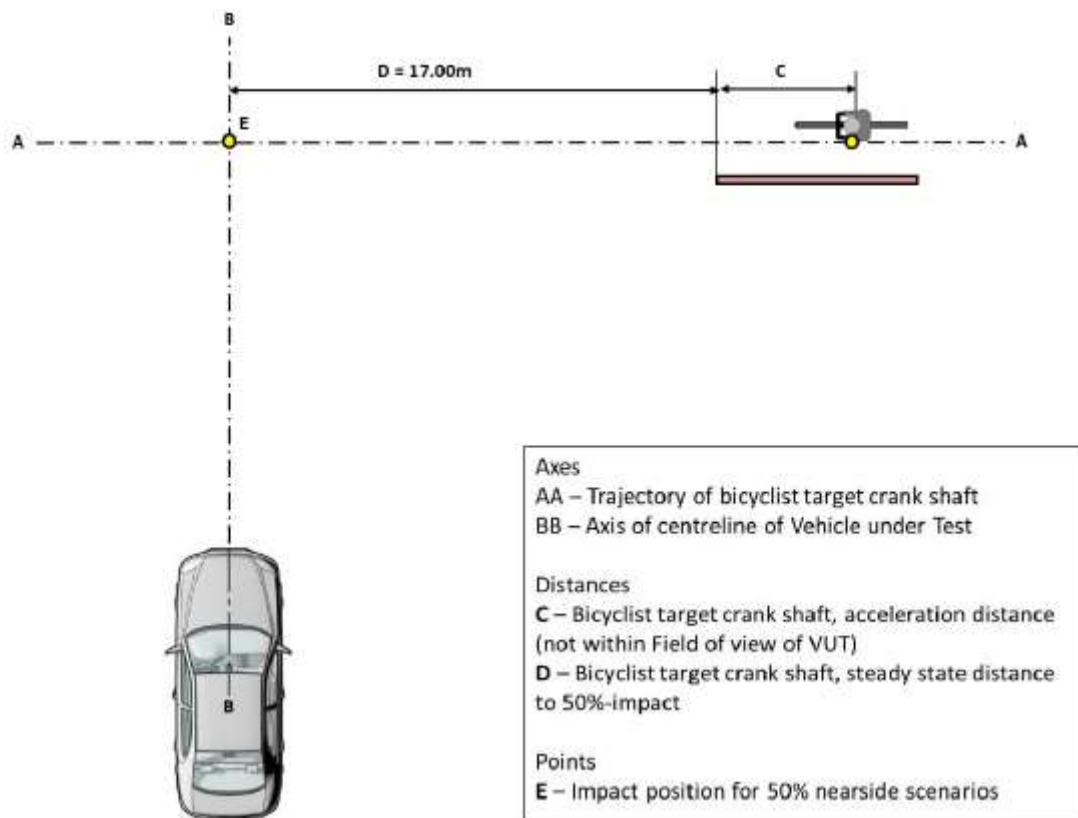 B
D = 17.00m
C
E
A
A
B
Axes
AA – Trajectory of bicyclist target crank shaft
BB – Axis of centreline of Vehicle under Test
Distances
C – Bicyclist target crank shaft, acceleration distance
(not within Field of view of VUT)
D – Bicyclist target crank shaft, steady state distance
to 50%-impact
Points
E – Impact position for 50% nearside scenarios